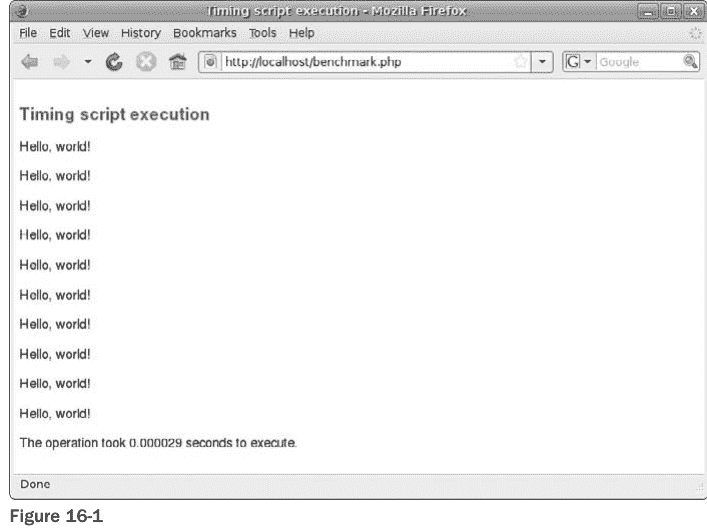 Timing script execution - Mozilla Firefox
File Edit View History Bookmarks Tools Help
http://localhost/benchmark.php
G Google
Timing script execution
Hello, world!
Hello, world!
Hello, world!
Hello, world!
Hello, world!
Hello, world!
Hello, world!
Hello, world!
Hello, world!
Hello, world!
The operation took 0.000029 seconds to execute.
Done
Figure 16-1